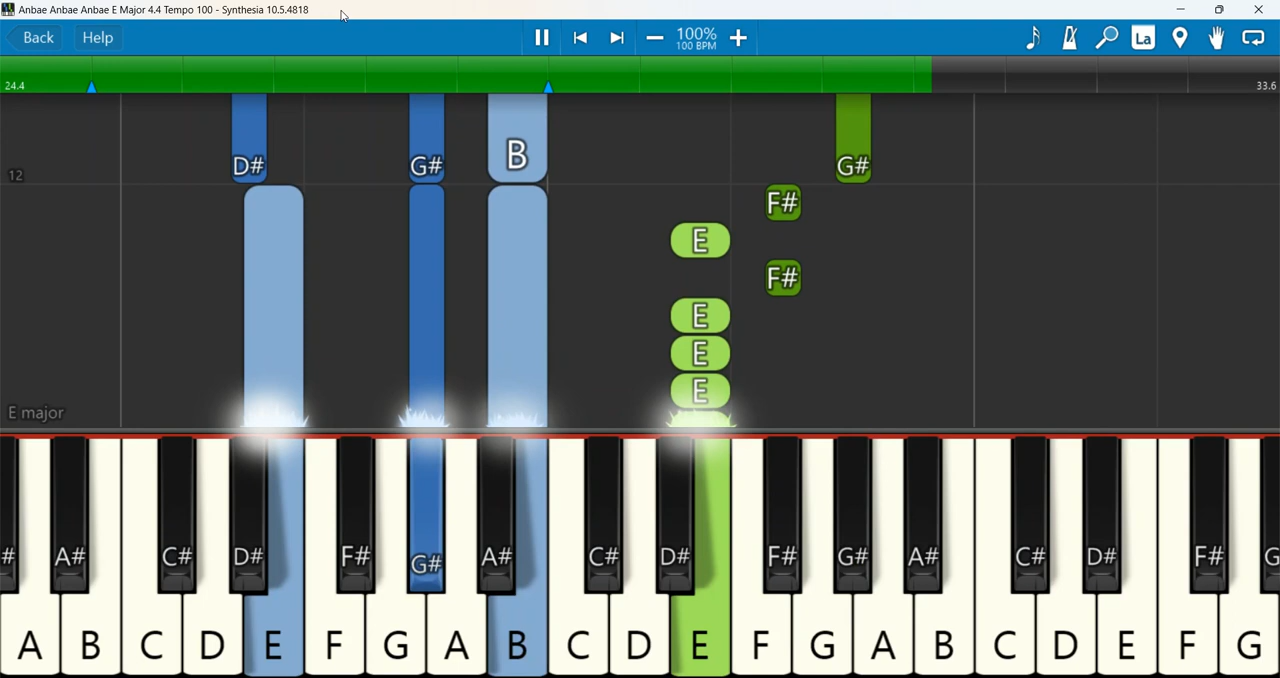 Anbae Anbae Anbae E Major 4.4 Tempo 100 - Synthesia 10.5.4818
Back Help 100% La
100 BPM
24.4 33.6
D# G# B G#
12
F#
E
F#
E
E
E
E major
# A# C# D# F# G# A# C# D# F# G# A# C# D# F# G
A B C D E F G A B C D E F G A B C D E F G